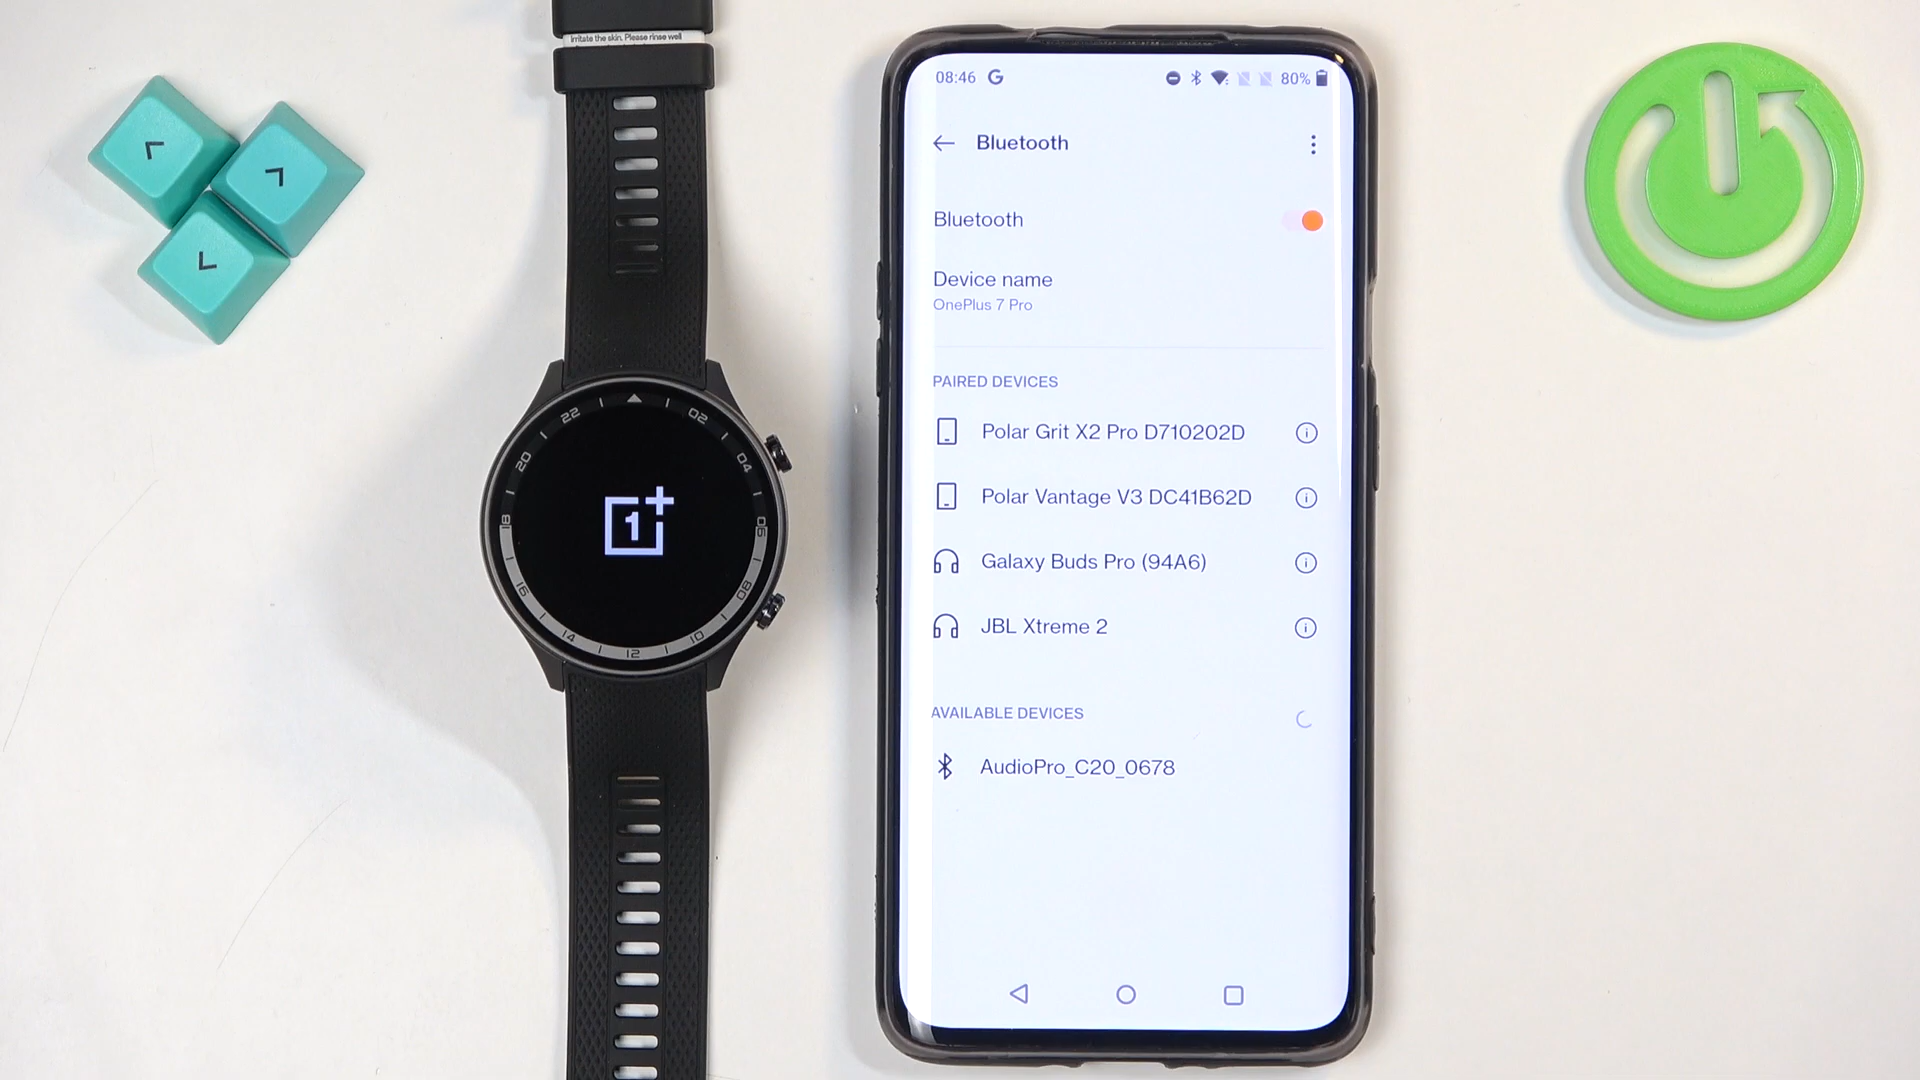 irritate the skin. Please rinse well
22
02
20
04
18
06
16
08
14
10
12
1+
08:46 G 80%
Bluetooth
Bluetooth
Device name
OnePlus 7 Pro
PAIRED DEVICES
Polar Grit X2 Pro D710202D
Polar Vantage V3 DC41B62D
Galaxy Buds Pro (94A6)
JBL Xtreme 2
AVAILABLE DEVICES
AudioPro_C20_0678